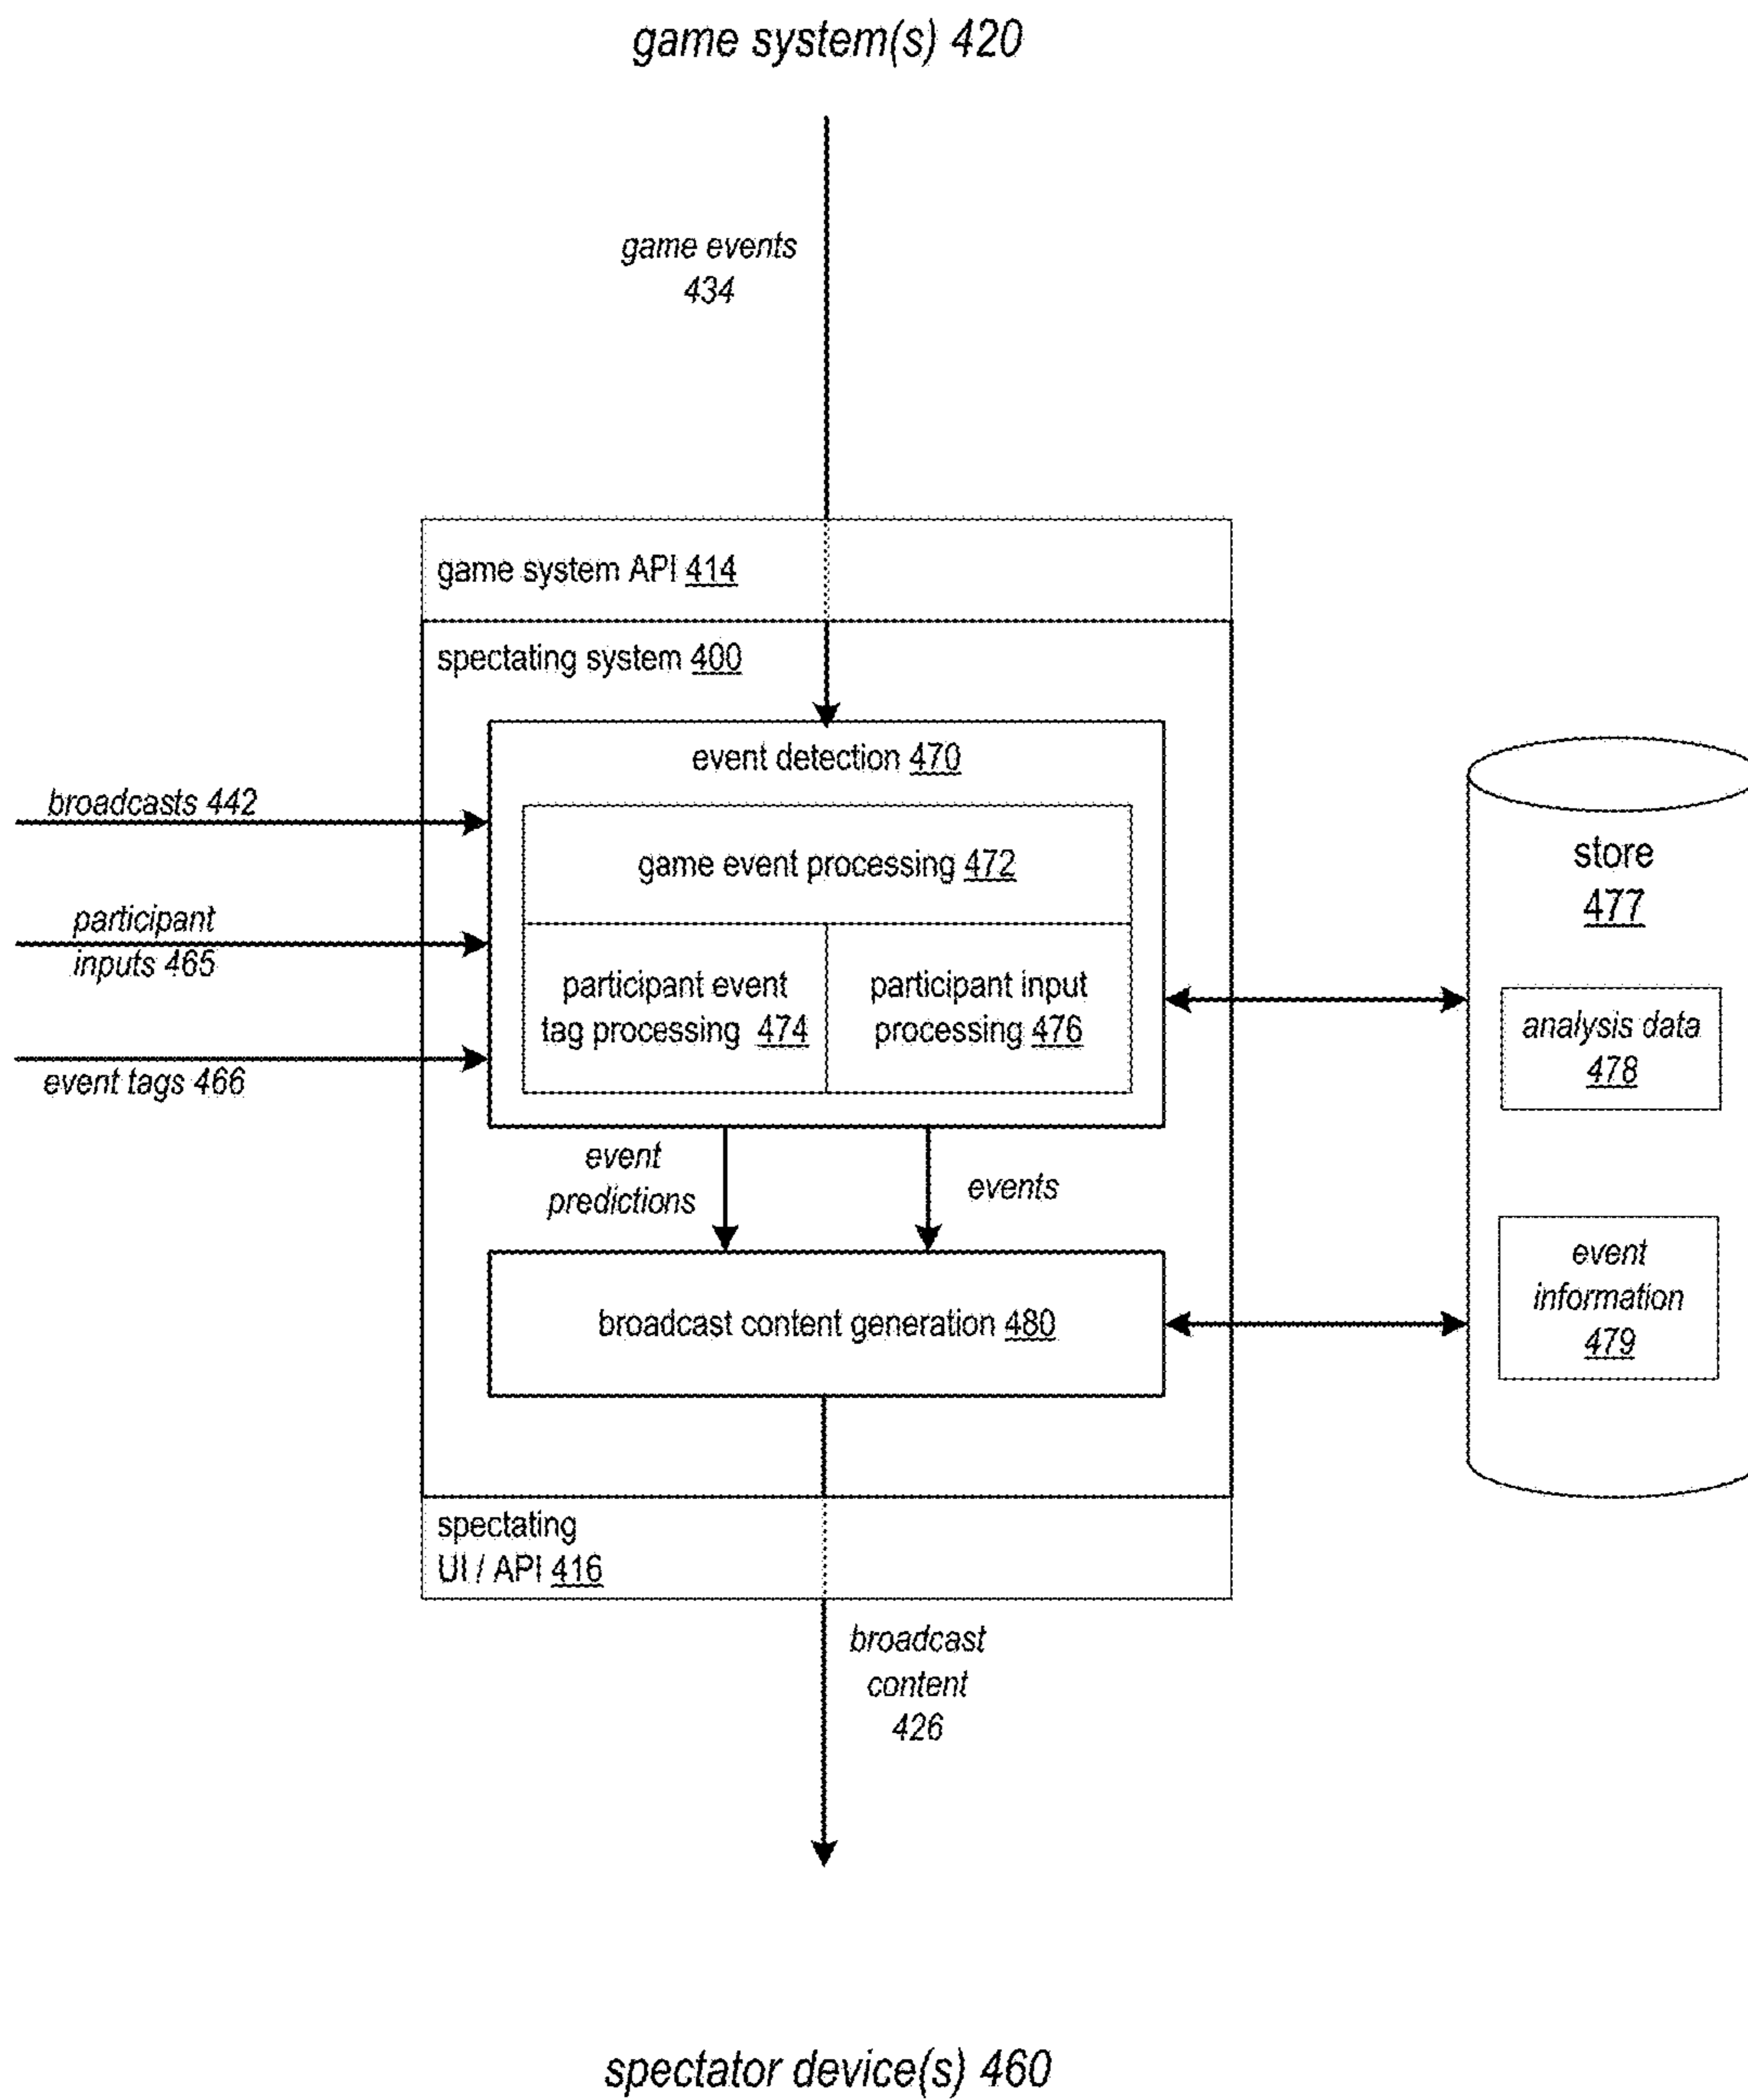 game system(s) 420
game events
434
game system API 414
spectating system 400
event detection 470
broadcasts 442
game event processing 472
store
477
participant
inputs 465
participant event
tag processing 474
participant input
processing 476
analysis data
478
event tags 466
event
predictions
events
event
information
479
broadcast content generation 480
spectating
UI / API 416
broadcast
content
426
spectator device(s) 460